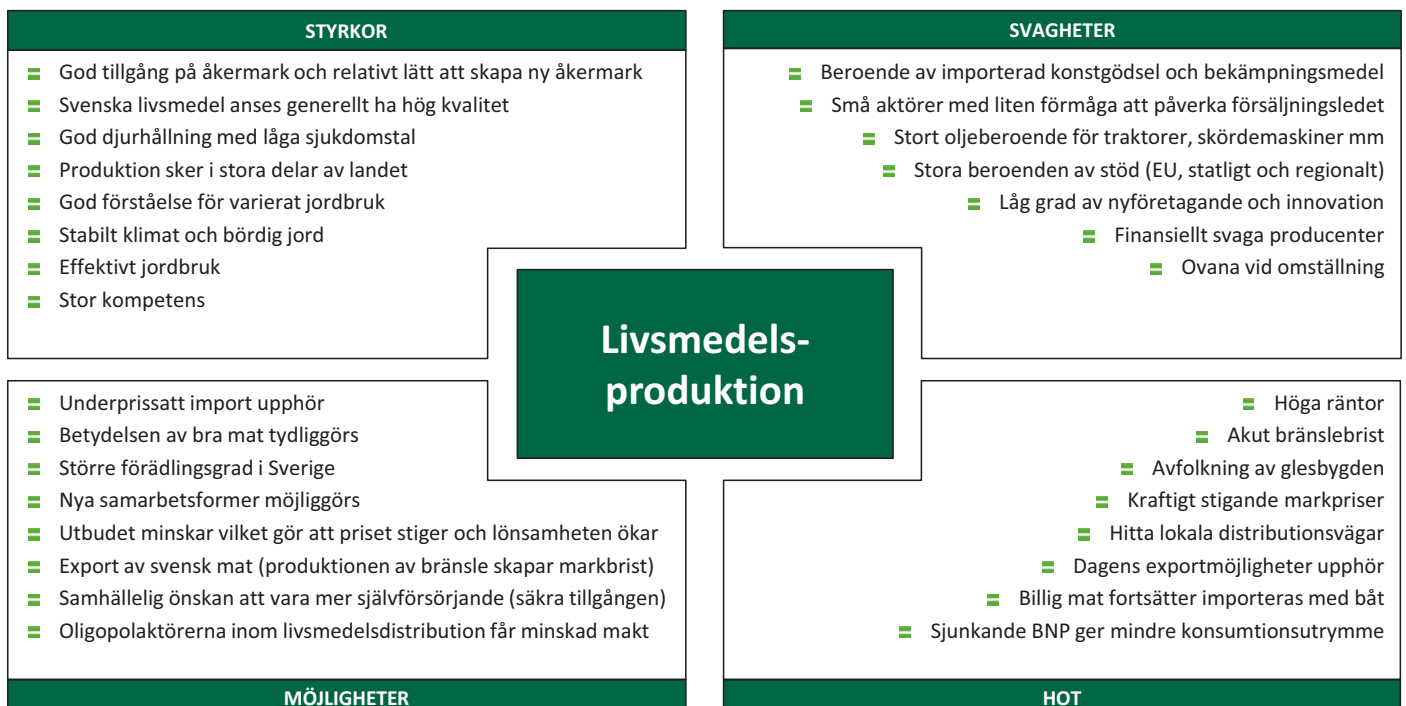 STYRKOR
God tillgång på åkermark och relativt lätt att skapa ny åkermark
Svenska livsmedel anses generellt ha hög kvalitet
God djurhållning med låga sjukdomstal
Produktion sker i stora delar av landet
God förståelse för varierat jordbruk
Stabilt klimat och bördig jord
Effektivt jordbruk
Stor kompetens
SVAGHETER
Beroende av importerad konstgödsel och bekämpningsmedel
Små aktörer med liten förmåga att påverka försäljningsledet
Stort oljeberoende för traktorer, skördemaskiner mm
Stora beroenden av stöd (EU, statligt och regionalt)
Låg grad av nyföretagande och innovation
Finansiellt svaga producenter
Ovana vid omställning
Livsmedels-
produktion
Underprissatt import upphör
Betydelsen av bra mat tydliggörs
Större förädlingsgrad i Sverige
Nya samarbetsformer möjliggörs
Utbudet minskar vilket gör att priset stiger och lönsamheten ökar
Export av svensk mat (produktionen av bränsle skapar markbrist)
Samhällelig önskan att vara mer självförsörjande (säkra tillgången)
Oligopolaktörerna inom livsmedelsdistribution får minskad makt
MÖJLIGHETER
Höga räntor
Akut bränslebrist
Avfolkning av glesbygden
Kraftigt stigande markpriser
Hitta lokala distributionsvägar
Dagens exportmöjligheter upphör
Billig mat fortsätter importeras med båt
Sjunkande BNP ger mindre konsumtionsutrymme
HOT